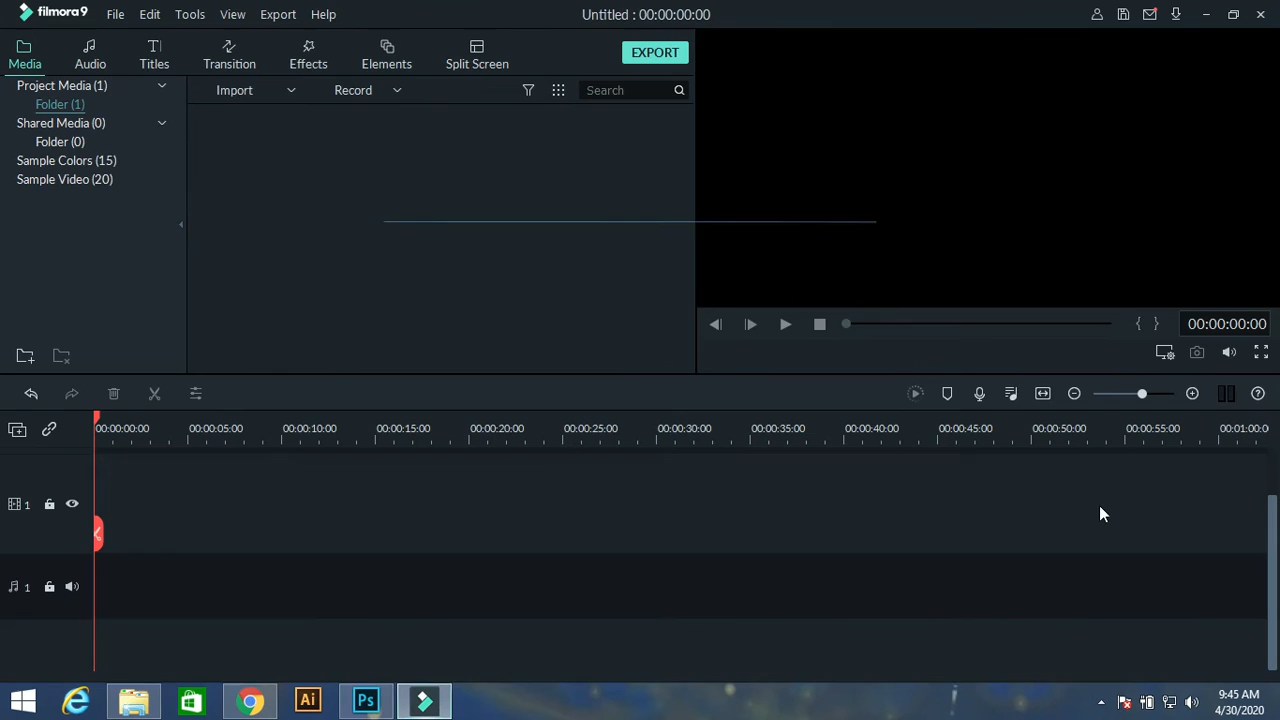 filmora9 File Edit Tools View Export Help Untitled : 00:00:00:00
Media Audio Titles Transition Effects Elements Split Screen EXPORT
Project Media (1)
Folder (1)
Shared Media (0)
Folder (0)
Sample Colors (15)
Sample Video (20)
Import Record Search
00:00:00:00
00:00:00:00 00:00:05:00 00:00:10:00 00:00:15:00 00:00:20:00 00:00:25:00 00:00:30:00 00:00:35:00 00:00:40:00 00:00:45:00 00:00:50:00 00:00:55:00 00:01:00:0
1
1
Ai Ps 9:45 AM
4/30/2020